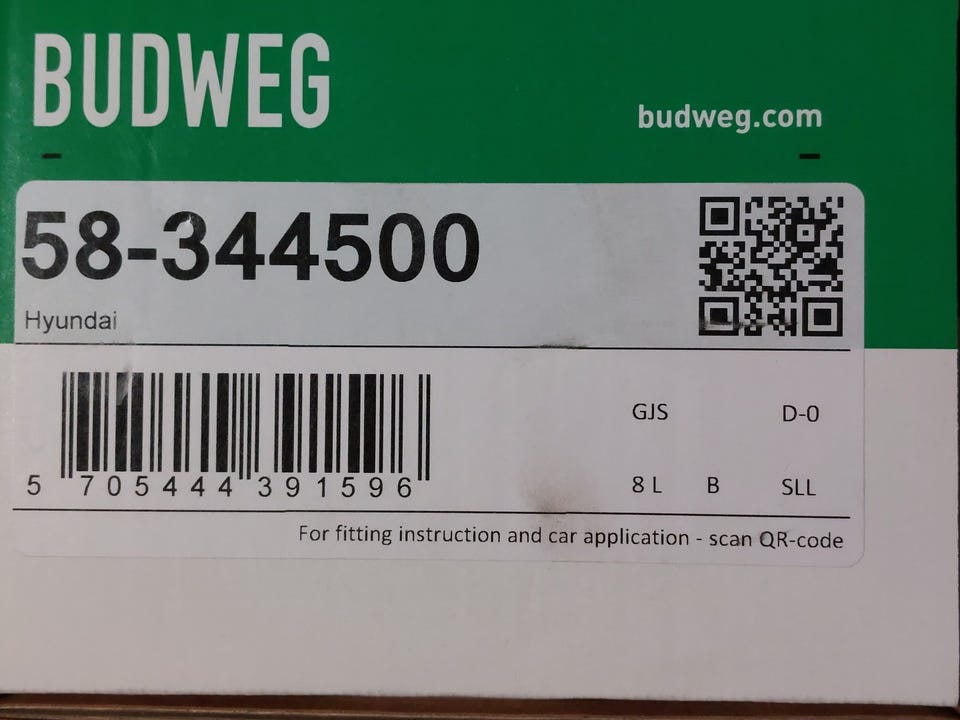 BUDWEG
budweg.com
58-344500
Hyundai
GJS D-0
5 705444 391596
8 L B SLL
For fitting instruction and car application - scan QR-code